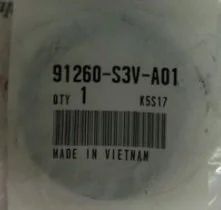 91260-S3V-A01
QTY 1 K5S17
MADE IN VIETNAM